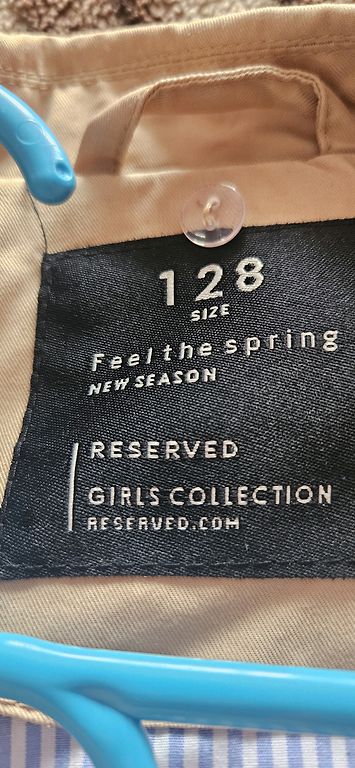 128
SIZE
Feel the spring
NEW SEASON
RESERVED
GIRLS COLLECTION
RESERVED.COM